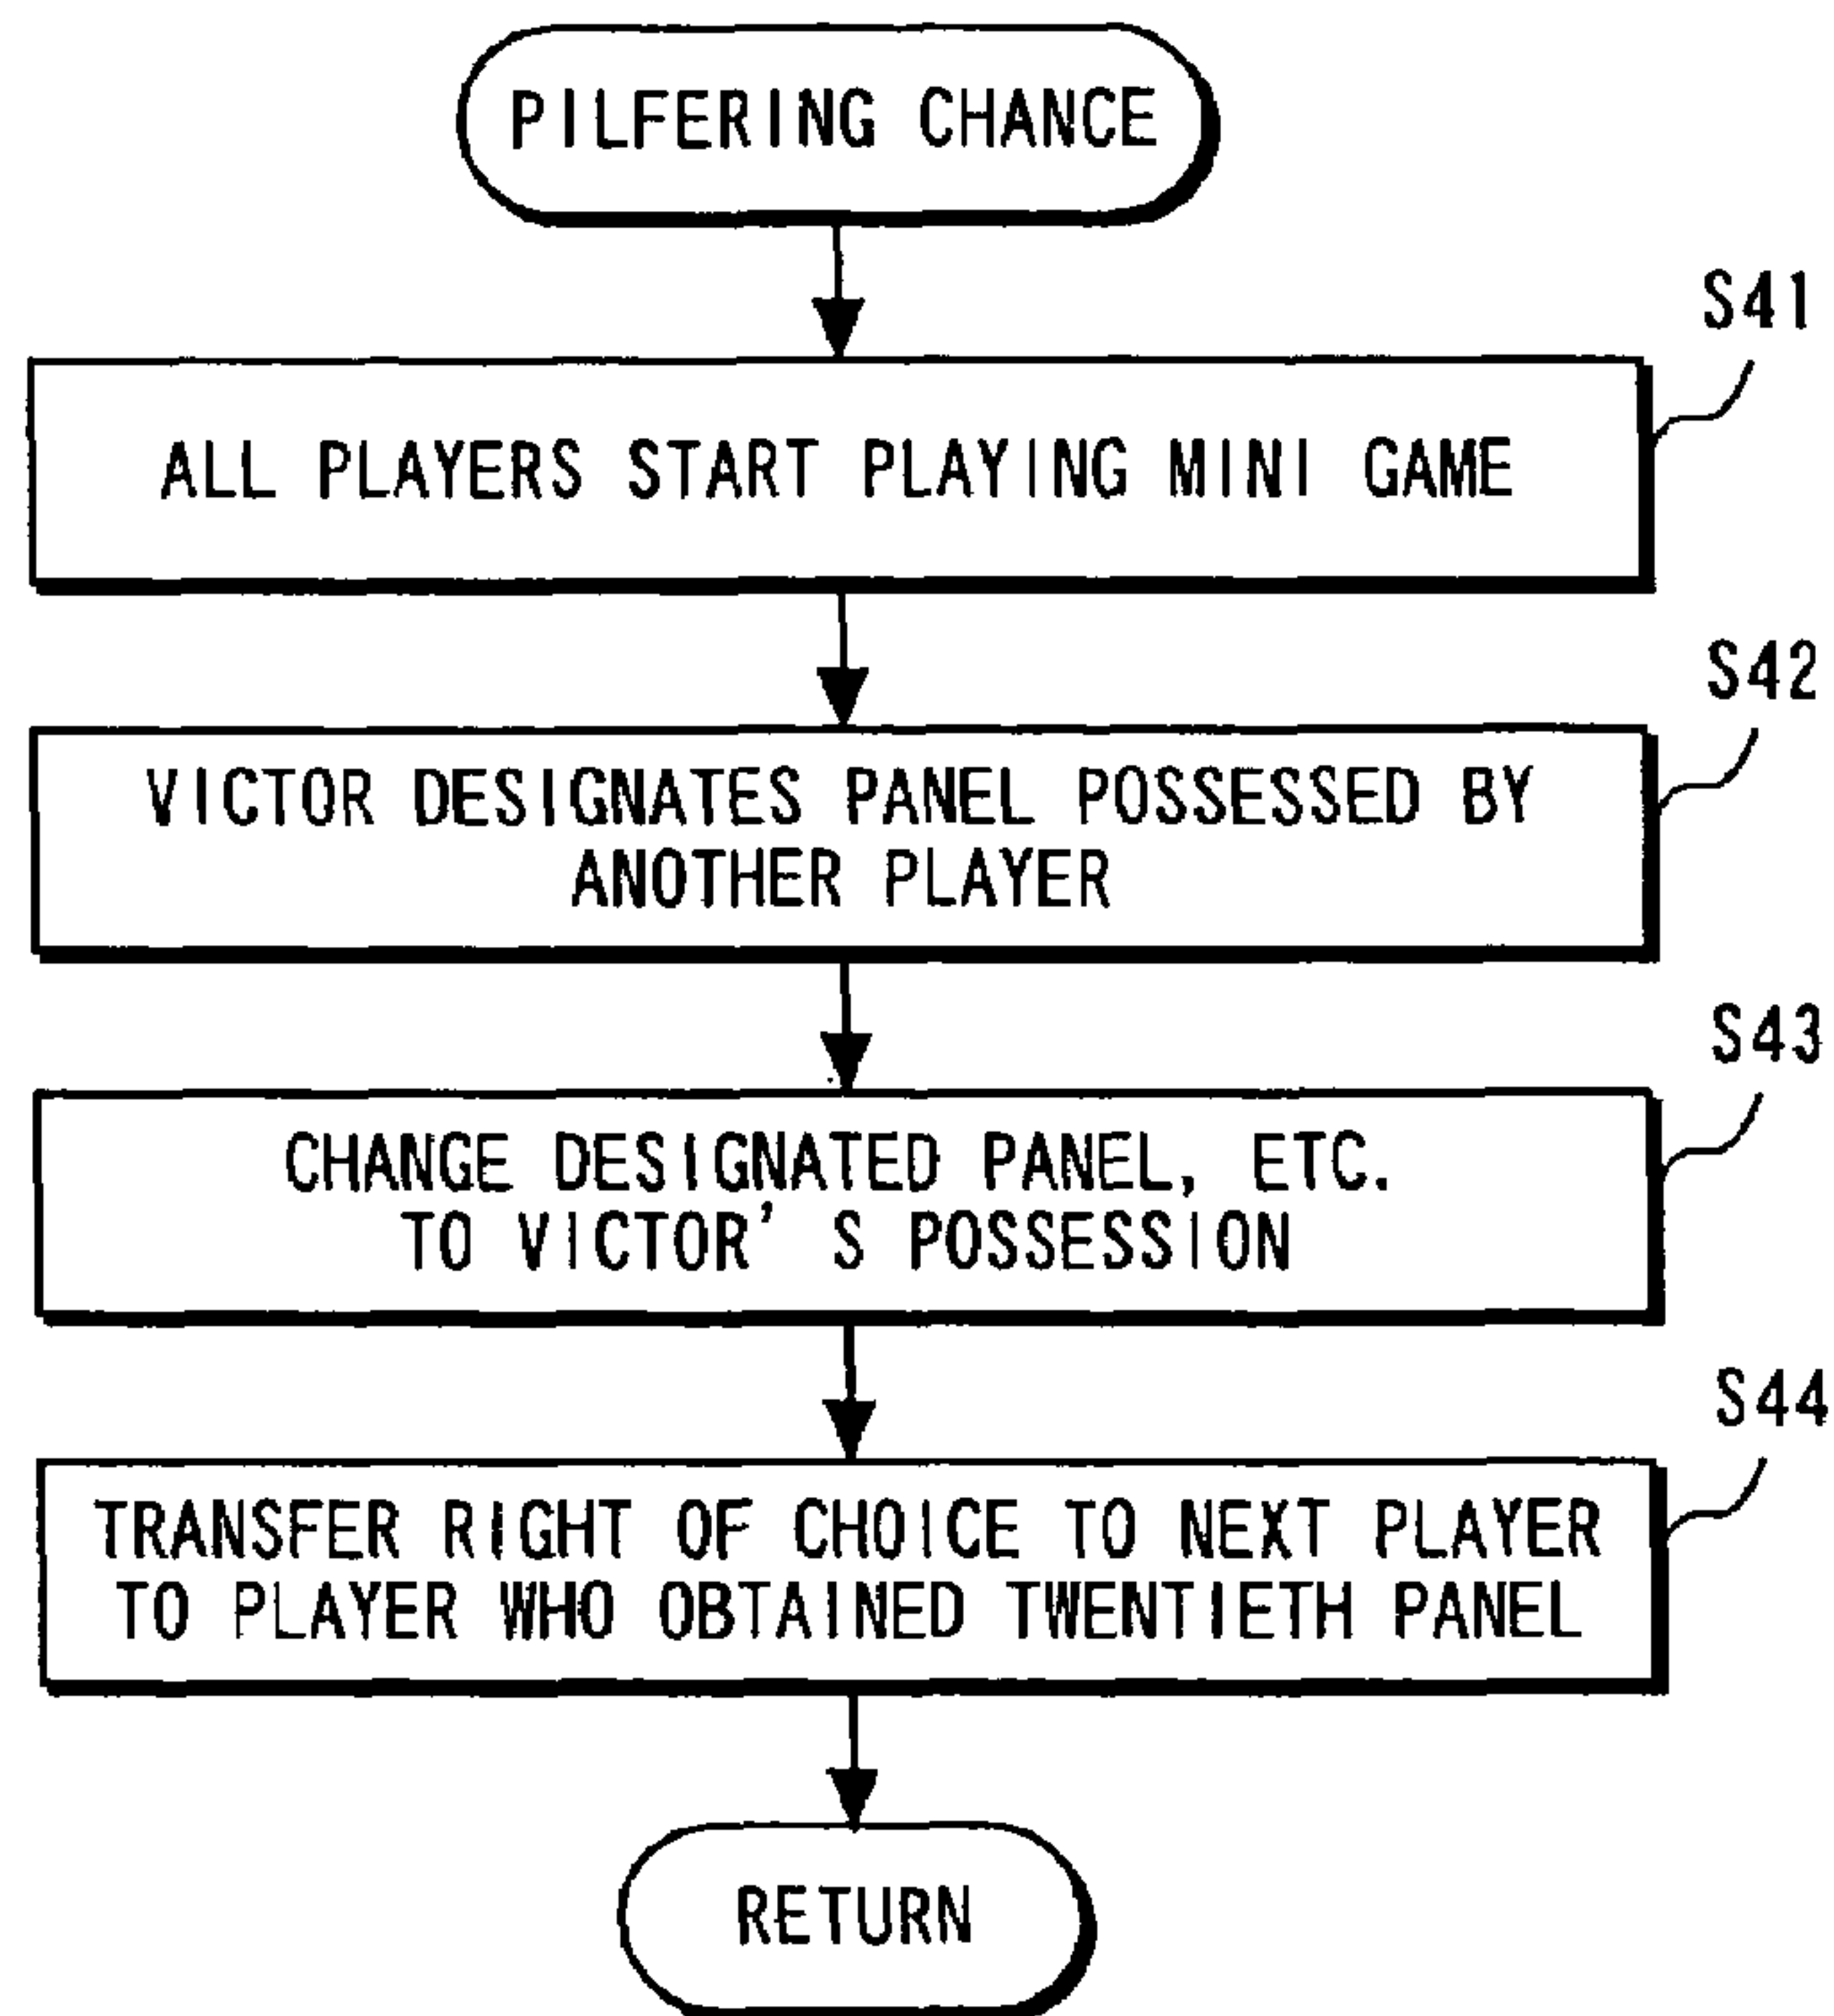 PILFERING CHANCE
S41
ALL PLAYERS START PLAYING MINI GAME
S42
VICTOR DESIGNATES PANEL POSSESSED BY
ANOTHER PLAYER
S43
CHANGE DESIGNATED PANEL, ETC.
TO VICTOR' S POSSESSION
S44
TRANSFER RIGHT OF CHOICE TO NEXT PLAYER
TO PLAYER WHO OBTAINED TWENTIETH PANEL
RETURN